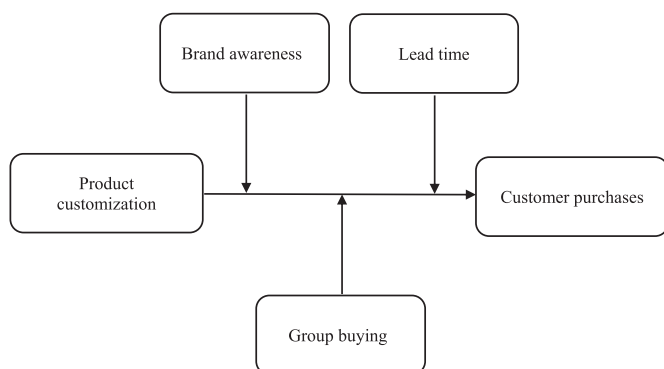 Brand awareness
Lead time
Product
customization
Customer purchases
Group buying